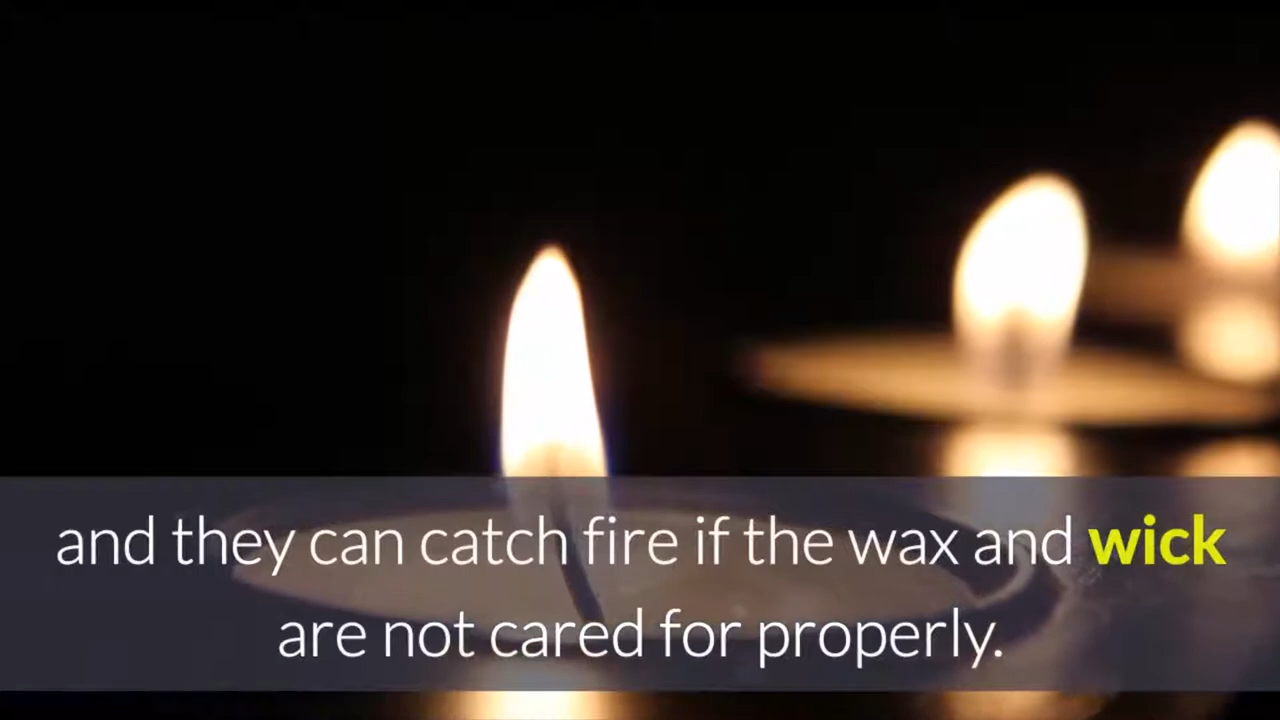 and they can catch fire if the wax and wick
are not cared for properly.